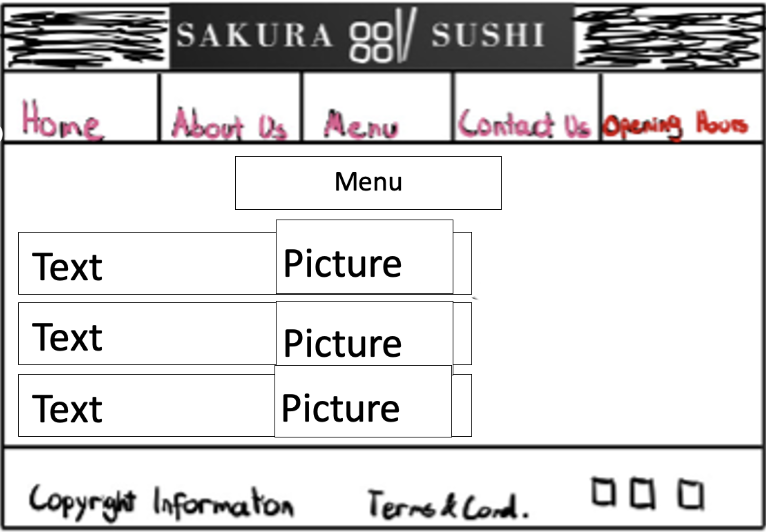 SAKURA SUSHI
Home About Us Menu Contact Us Opening Hours
Menu
Text Picture
Text Picture
Text Picture
Copyright Information Terms & Cond.